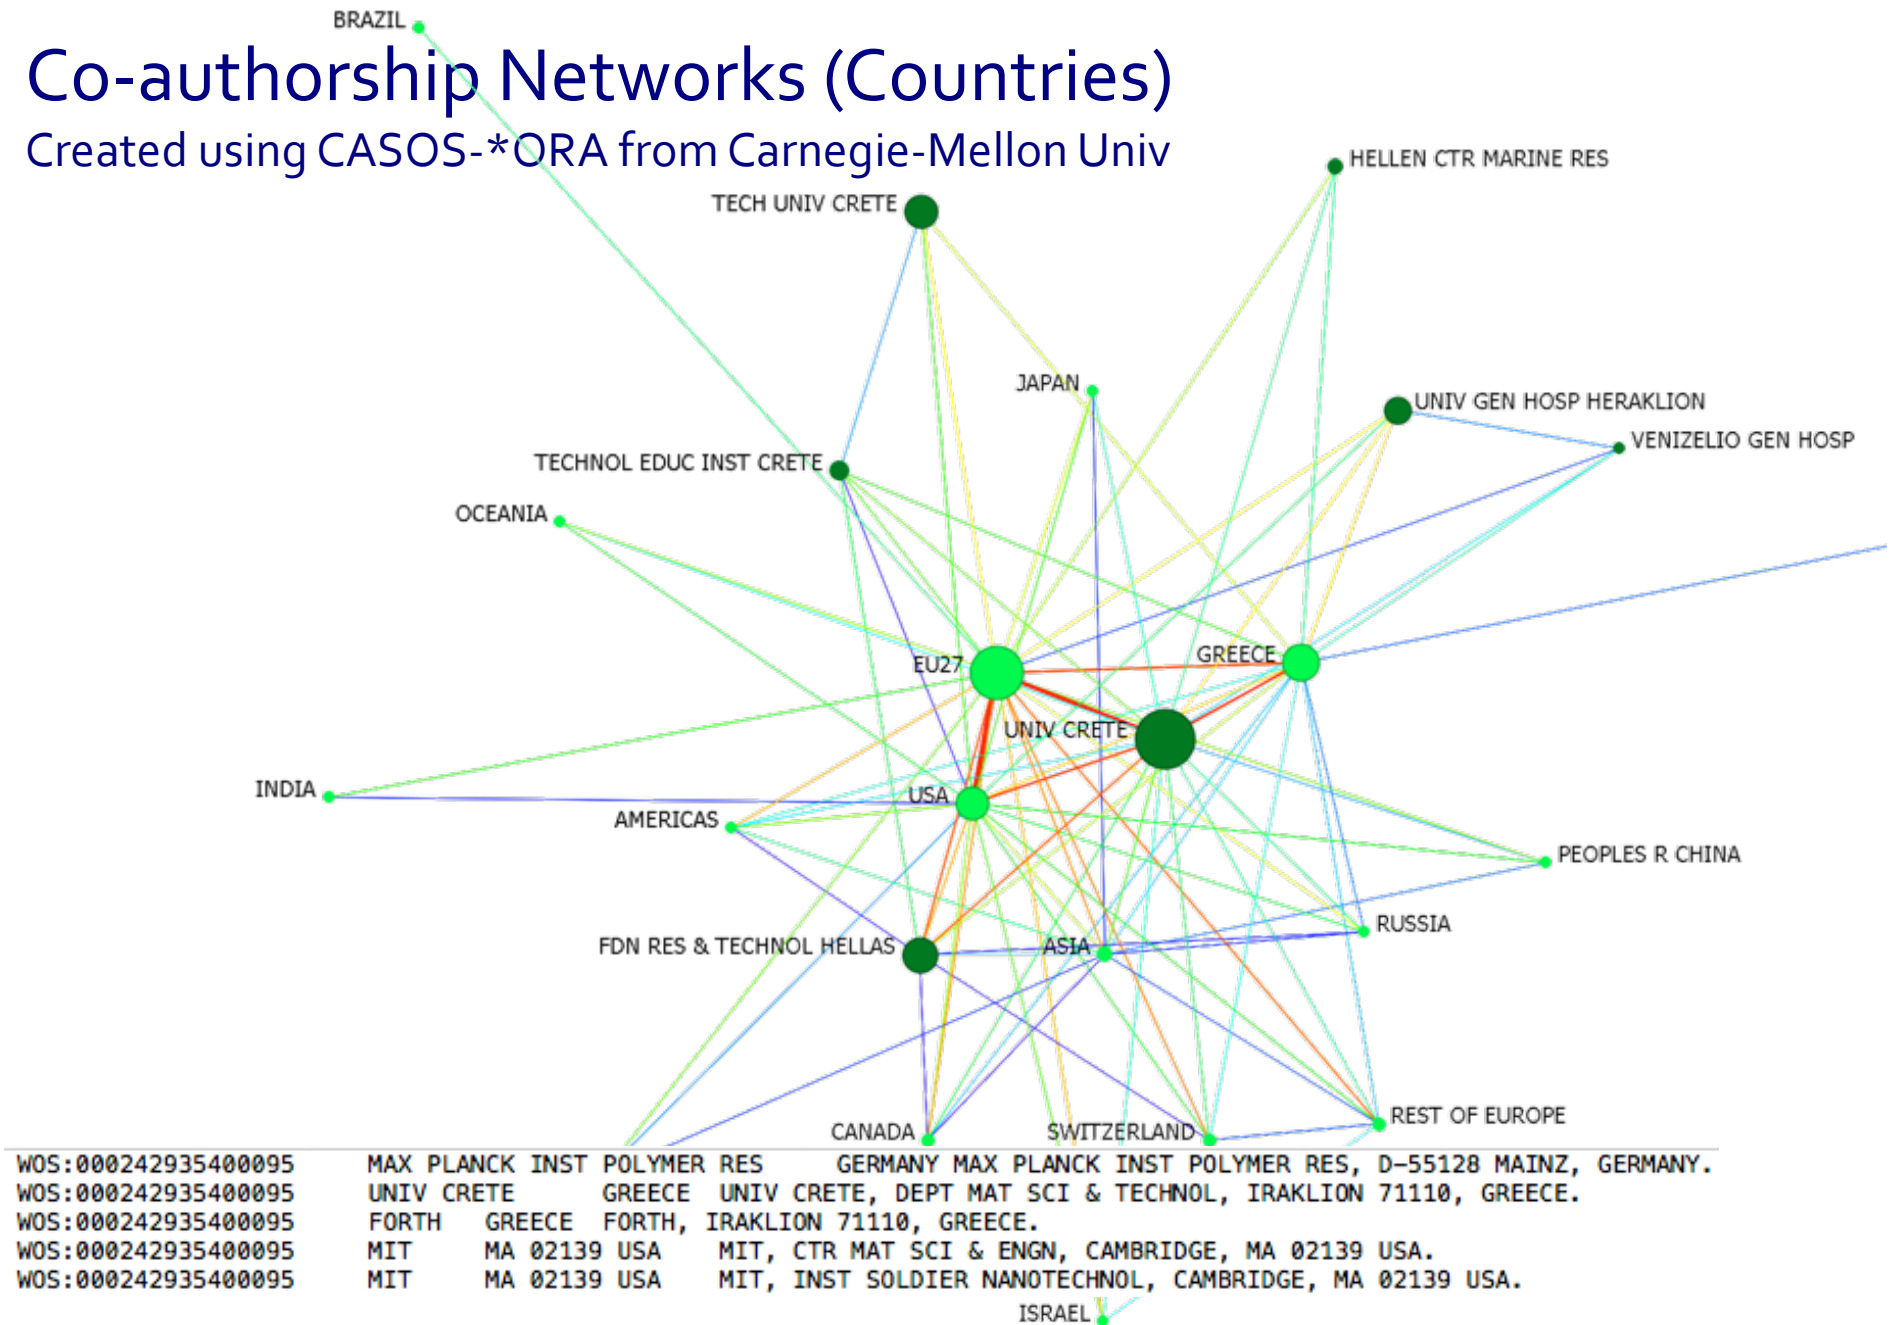 BRAZIL
Co-authorship Networks (Countries)
Created using CASOS-*ORA from Carnegie-Mellon Univ
HELLEN CTR MARINE RES
TECH UNIV CRETE
JAPAN
UNIV GEN HOSP HERAKLION
VENIZELIO GEN HOSP
TECHNOL EDUC INST CRETE
OCEANIA
EU27
GREECE
UNIV CRETE
INDIA
USA
AMERICAS
PEOPLES R CHINA
RUSSIA
FDN RES & TECHNOL HELLAS
ASIA
REST OF EUROPE
CANADA
SWITZERLAND
WOS:000242935400095 MAX PLANCK INST POLYMER RES GERMANY MAX PLANCK INST POLYMER RES, D-55128 MAINZ, GERMANY.
WOS:000242935400095 UNIV CRETE GREECE UNIV CRETE, DEPT MAT SCI & TECHNOL, IRAKLION 71110, GREECE.
WOS:000242935400095 FORTH GREECE FORTH, IRAKLION 71110, GREECE.
WOS:000242935400095 MIT MA 02139 USA MIT, CTR MAT SCI & ENGN, CAMBRIDGE, MA 02139 USA.
WOS:000242935400095 MIT MA 02139 USA MIT, INST SOLDIER NANOTECHNOL, CAMBRIDGE, MA 02139 USA.
ISRAEL